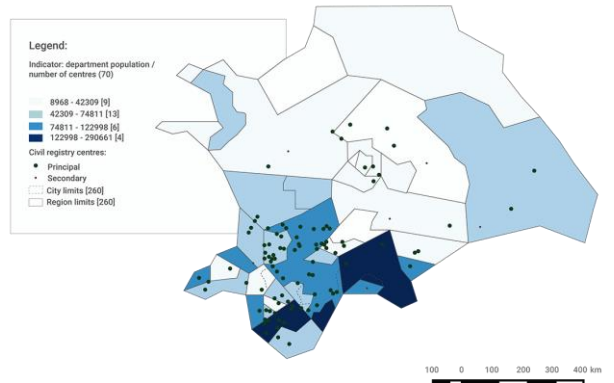 Legend:
Indicator: department population /
number of centres (70)
8968 - 42309 [9]
42309 - 74811 [13]
74811 - 122998 [6]
122998 - 290661 [4]
Civil registry centres:
Principal
Secondary
City limits [260]
Region limits [260]
100 0 100 200 300 400 km